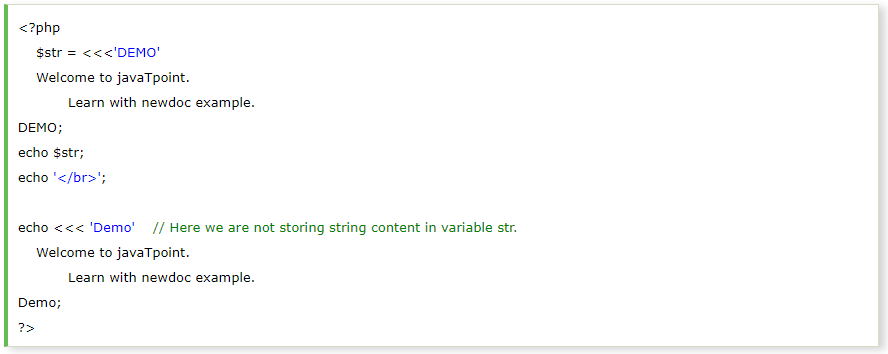 <?php
$str = <<<'DEMO'
Welcome to javaTpoint.
Learn with newdoc example.
DEMO;
echo $str;
echo '</br>';
echo <<< 'Demo' // Here we are not storing string content in variable str.
Welcome to javaTpoint.
Learn with newdoc example.
Demo;
?>